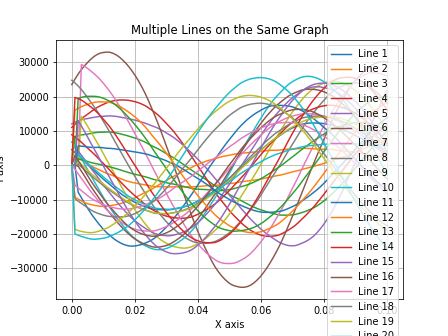 Multiple Lines on the Same Graph
30000
20000
10000
0
−10000
−20000
−30000
0.00
0.02
0.04
0.06
X axis
Line 1
Line 2
Line 3
Line 4
Line 5
Line 6
Line 7
Line 8
Line 9
Line 10
Line 11
Line 12
Line 13
Line 14
Line 15
Line 16
Line 17
Line 18
Line 19
Line 20